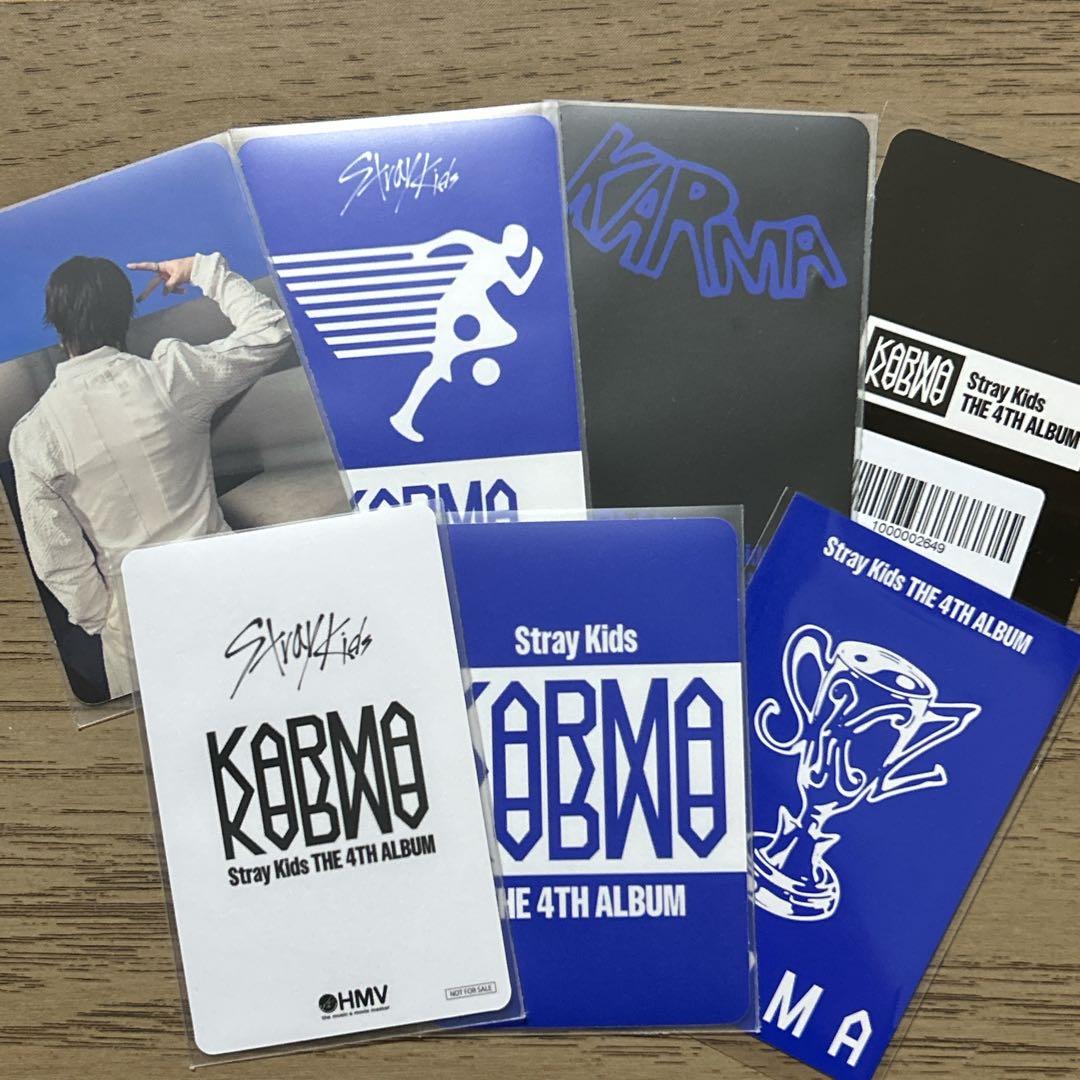 Stray Kids
KARMA
KARMA
KARMA
Stray Kids
THE 4TH ALBUM
1000002649
Stray Kids
KARMA
Stray Kids THE 4TH ALBUM
HMV
the music & movie master
NOT FOR SALE
Stray Kids
KARMA
THE 4TH ALBUM
Stray Kids THE 4TH ALBUM
M A